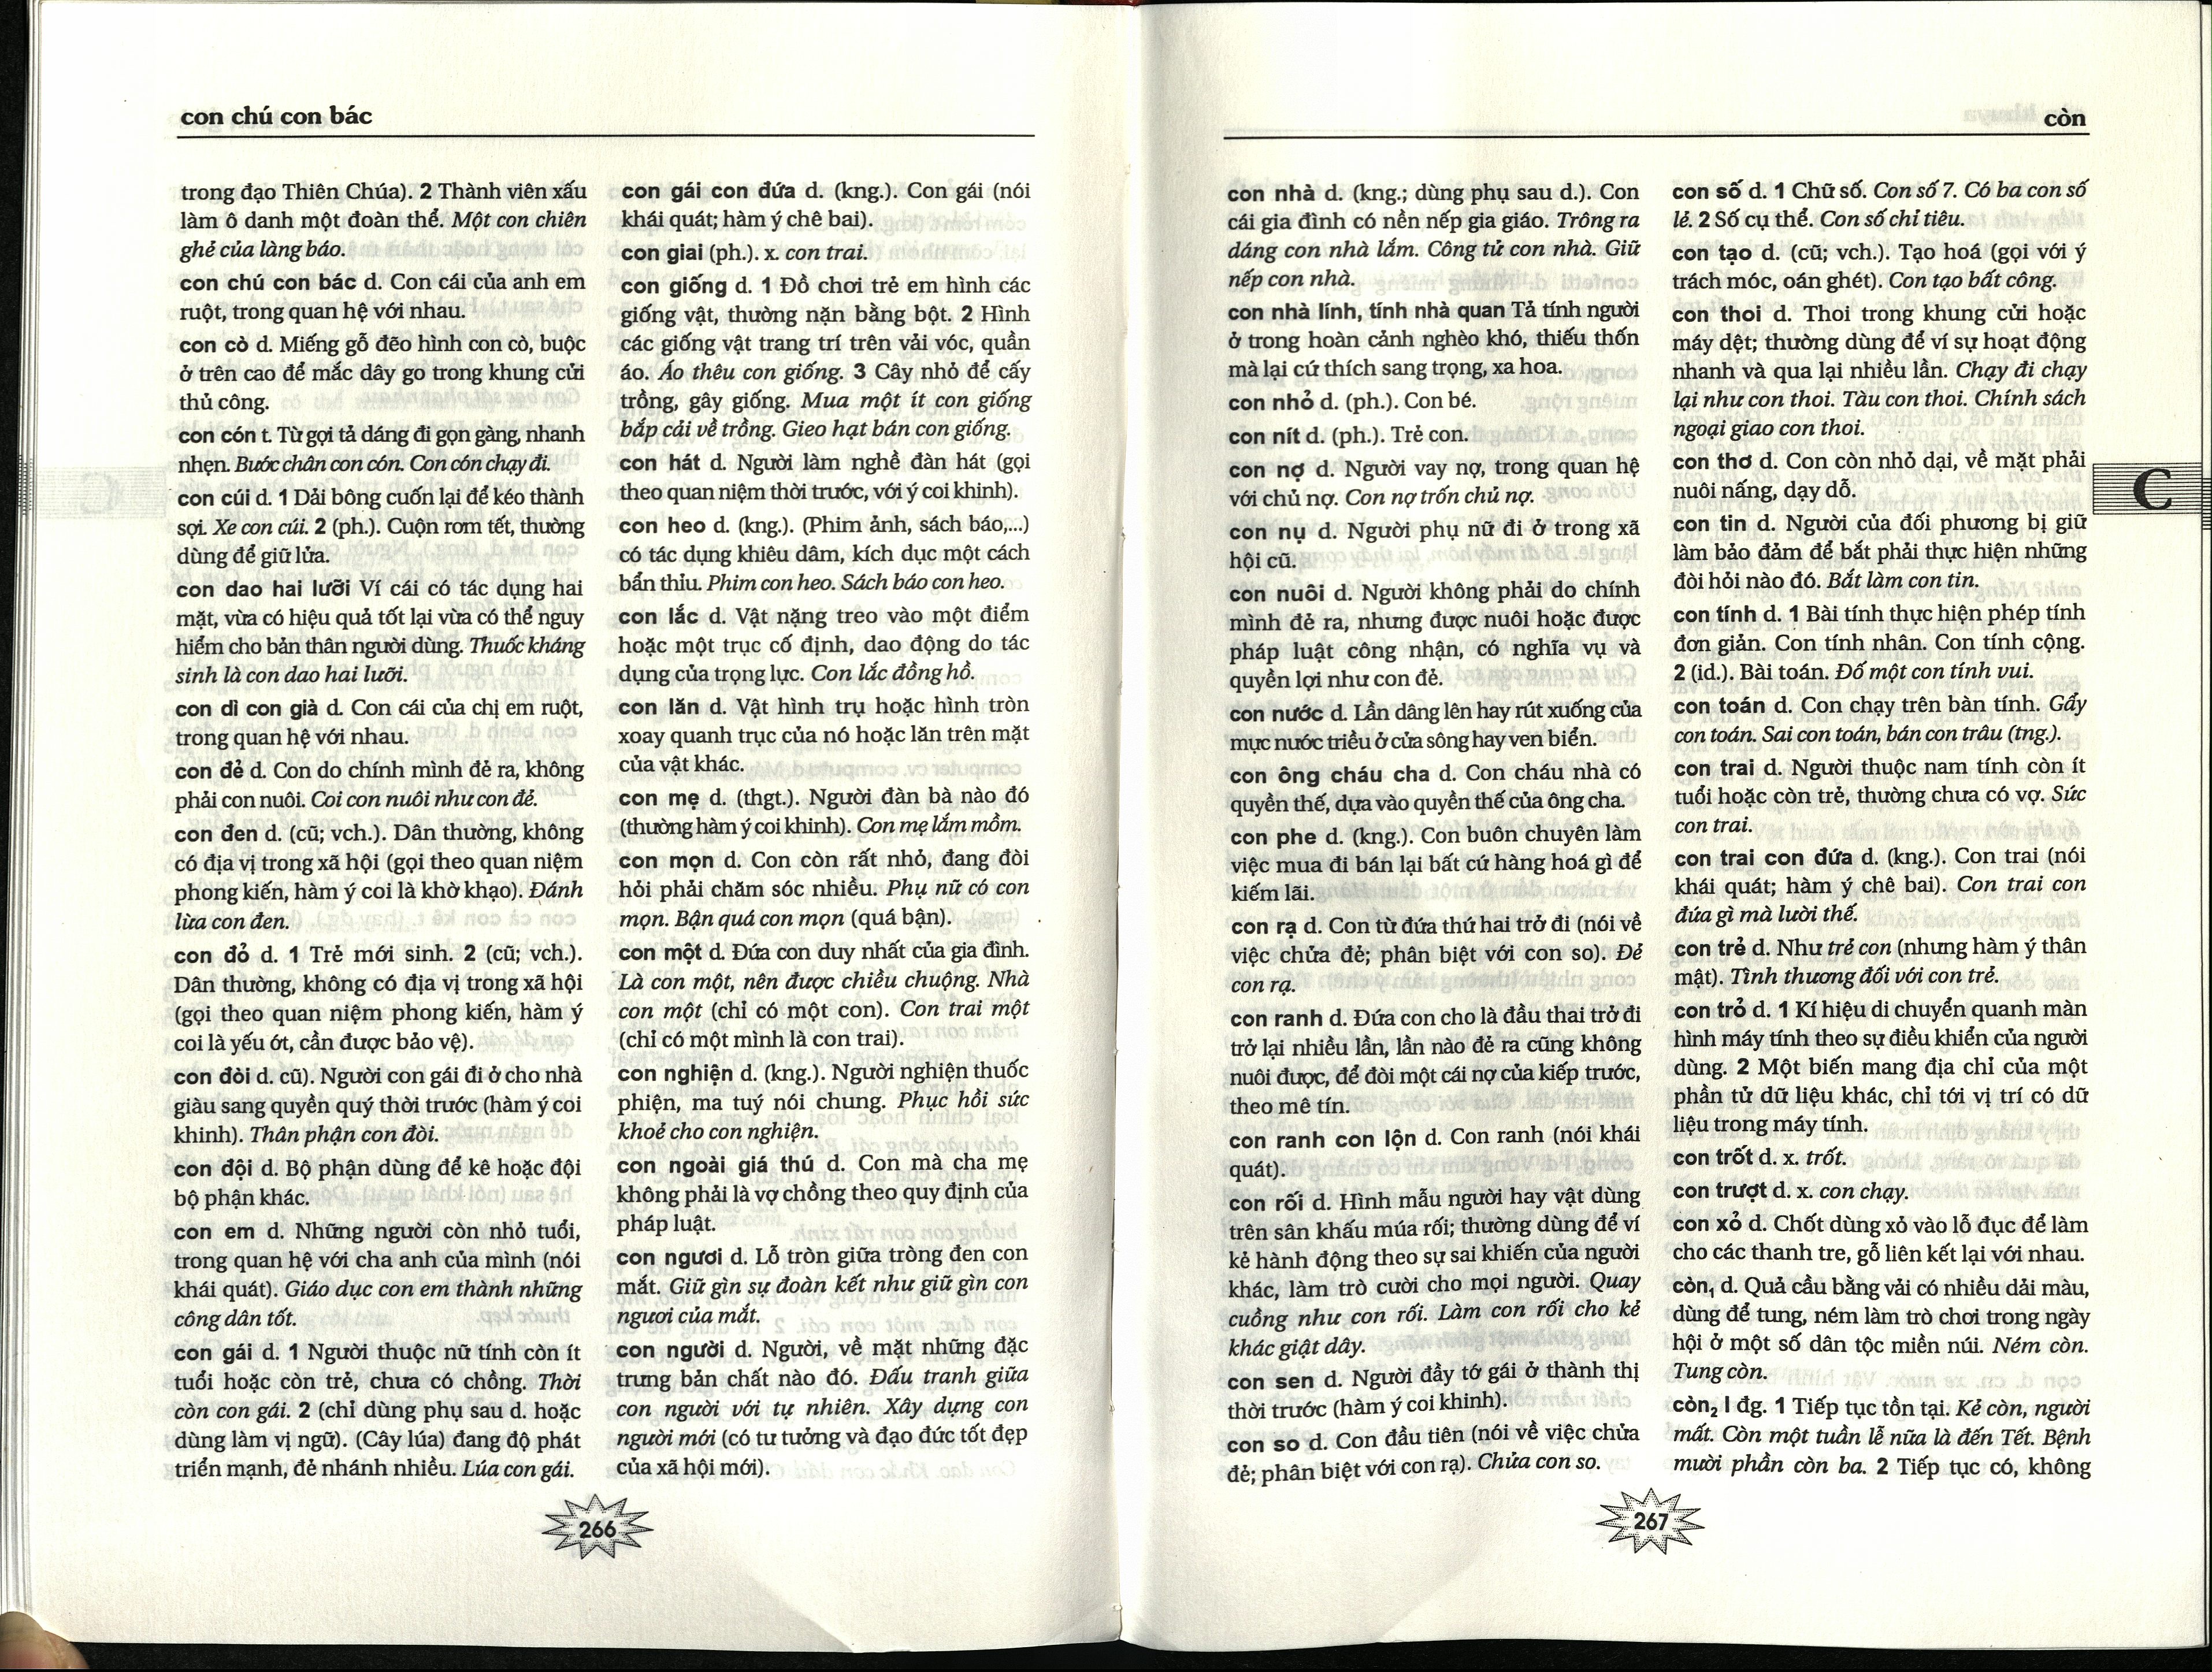 con chú con bác
trong đạo Thiên Chúa). 2 Thành viên xấu
làm ô danh một đoàn thể. Một con chiên
ghẻ của làng báo.
con chú con bác d. Con cái của anh em
ruột, trong quan hệ với nhau.
con cò d. Miếng gỗ đẽo hình con cò, buộc
ở trên cao để mắc dây go trong khung cửi
thủ công.
con cón t. Từ gợi tả dáng đi gọn gàng, nhanh
nhẹn. Bước chân con cón. Con cón chạy đi.
con cúi d. 1 Dải bông cuốn lại để kéo thành
sợi. Xe con cúi. 2 (ph.). Cuộn rơm tết, thường
dùng để giữ lửa.
con dao hai lưỡi Ví cái có tác dụng hai
mặt, vừa có hiệu quả tốt lại vừa có thể nguy
hiểm cho bản thân người dùng. Thuốc kháng
sinh là con dao hai lưỡi.
con dì con già d. Con cái của chị em ruột,
trong quan hệ với nhau.
con đẻ d. Con do chính mình đẻ ra, không
phải con nuôi. Coi con nuôi như con đẻ.
con đen d. (cũ; vch.). Dân thường, không
có địa vị trong xã hội (gọi theo quan niệm
phong kiến, hàm ý coi là khờ khạo). Đánh
lừa con đen.
con đỏ d. 1 Trẻ mới sinh. 2 (cũ; vch.).
Dân thường, không có địa vị trong xã hội
(gọi theo quan niệm phong kiến, hàm ý
coi là yếu ớt, cần được bảo vệ).
con đòi d. cũ). Người con gái đi ở cho nhà
giàu sang quyền quý thời trước (hàm ý coi
khinh). Thân phận con đòi.
con đội d. Bộ phận dùng để kê hoặc đội
bộ phận khác.
con em d. Những người còn nhỏ tuổi,
trong quan hệ với cha anh của mình (nói
khái quát). Giáo dục con em thành những
công dân tốt.
con gái d. 1 Người thuộc nữ tính còn ít
tuổi hoặc còn trẻ, chưa có chồng. Thời
còn con gái. 2 (chỉ dùng phụ sau d. hoặc
dùng làm vị ngữ). (Cây lúa) đang độ phát
triển mạnh, đẻ nhánh nhiều. Lúa con gái.
con gái con đứa d. (kng.). Con gái (nói
khái quát; hàm ý chê bai).
con giai (ph.). x. con trai.
con giống d. 1 Đồ chơi trẻ em hình các
giống vật, thường nặn bằng bột. 2 Hình
các giống vật trang trí trên vải vóc, quần
áo. Áo thêu con giống. 3 Cây nhỏ để cấy
trồng, gây giống. Mua một ít con giống
bắp cải về trồng. Gieo hạt bán con giống.
con hát d. Người làm nghề đàn hát (gọi
theo quan niệm thời trước, với ý coi khinh).
con heo d. (kng.). (Phim ảnh, sách báo,...)
có tác dụng khiêu dâm, kích dục một cách
bẩn thỉu. Phim con heo. Sách báo con heo.
con lắc d. Vật nặng treo vào một điểm
hoặc một trục cố định, dao động do tác
dụng của trọng lực. Con lắc đồng hồ.
con lăn d. Vật hình trụ hoặc hình tròn
xoay quanh trục của nó hoặc lăn trên mặt
của vật khác.
con mẹ d. (thgt.). Người đàn bà nào đó
(thường hàm ý coi khinh). Con mẹ lắm mồm.
con mọn d. Con còn rất nhỏ, đang đòi
hỏi phải chăm sóc nhiều. Phụ nữ có con
mọn. Bận quá con mọn (quá bận).
con một d. Đứa con duy nhất của gia đình.
Là con một, nên được chiều chuộng. Nhà
con một (chỉ có một con). Con trai một
(chỉ có một mình là con trai).
con nghiện d. (kng.). Người nghiện thuốc
phiện, ma tuý nói chung. Phục hồi sức
khoẻ cho con nghiện.
con ngoài giá thú d. Con mà cha mẹ
không phải là vợ chồng theo quy định của
pháp luật.
con ngươi d. Lỗ tròn giữa tròng đen con
mắt. Giữ gìn sự đoàn kết như giữ gìn con
ngươi của mắt.
con người d. Người, về mặt những đặc
trưng bản chất nào đó. Đấu tranh giữa
con người với tự nhiên. Xây dựng con
người mới (có tư tưởng và đạo đức tốt đẹp
của xã hội mới).
266
còn
con nhà d. (kng.; dùng phụ sau d.). Con
cái gia đình có nền nếp gia giáo. Trông ra
dáng con nhà lắm. Công tử con nhà. Giữ
nếp con nhà.
con nhà lính, tính nhà quan Tả tính người
ở trong hoàn cảnh nghèo khó, thiếu thốn
mà lại cứ thích sang trọng, xa hoa.
con nhỏ d. (ph.). Con bé.
con nít d. (ph.). Trẻ con.
con nợ d. Người vay nợ, trong quan hệ
với chủ nợ. Con nợ trốn chủ nợ.
con nụ d. Người phụ nữ đi ở trong xã
hội cũ.
con nuôi d. Người không phải do chính
mình đẻ ra, nhưng được nuôi hoặc được
pháp luật công nhận, có nghĩa vụ và
quyền lợi như con đẻ.
con nước d. Lần dâng lên hay rút xuống của
mực nước triều ở cửa sông hay ven biển.
con ông cháu cha d. Con cháu nhà có
quyền thế, dựa vào quyền thế của ông cha.
con phe d. (kng.). Con buôn chuyên làm
việc mua đi bán lại bất cứ hàng hoá gì để
kiếm lãi.
con rạ d. Con từ đứa thứ hai trở đi (nói về
việc chửa đẻ; phân biệt với con so). Đẻ
con rạ.
con ranh d. Đứa con cho là đầu thai trở đi
trở lại nhiều lần, lần nào đẻ ra cũng không
nuôi được, để đòi một cái nợ của kiếp trước,
theo mê tín.
con ranh con lộn d. Con ranh (nói khái
quát).
con rối d. Hình mẫu người hay vật dùng
trên sân khấu múa rối; thường dùng để ví
kẻ hành động theo sự sai khiến của người
khác, làm trò cười cho mọi người. Quay
cuồng như con rối. Làm con rối cho kẻ
khác giật dây.
con sen d. Người đầy tớ gái ở thành thị
thời trước (hàm ý coi khinh).
con so d. Con đầu tiên (nói về việc chửa
đẻ; phân biệt với con rạ). Chửa con so.
con số d. 1 Chữ số. Con số 7. Có ba con số
lẻ. 2 Số cụ thể. Con số chỉ tiêu.
con tạo d. (cũ; vch.). Tạo hoá (gọi với ý
trách móc, oán ghét). Con tạo bất công.
con thoi d. Thoi trong khung cửi hoặc
máy dệt; thường dùng để ví sự hoạt động
nhanh và qua lại nhiều lần. Chạy đi chạy
lại như con thoi. Tàu con thoi. Chính sách
ngoại giao con thoi.
con thơ d. Con còn nhỏ dại, về mặt phải
nuôi nấng, dạy dỗ.
con tin d. Người của đối phương bị giữ
làm bảo đảm để bắt phải thực hiện những
đòi hỏi nào đó. Bắt làm con tin.
con tính d. 1 Bài tính thực hiện phép tính
đơn giản. Con tính nhân. Con tính cộng.
2 (id.). Bài toán. Đố một con tính vui.
con toán d. Con chạy trên bàn tính. Gẩy
con toán. Sai con toán, bán con trâu (tng.).
con trai d. Người thuộc nam tính còn ít
tuổi hoặc còn trẻ, thường chưa có vợ. Sức
con trai.
con trai con đứa d. (kng.). Con trai (nói
khái quát; hàm ý chê bai). Con trai con
đứa gì mà lười thế.
con trẻ d. Như trẻ con (nhưng hàm ý thân
mật). Tình thương đối với con trẻ.
con trỏ d. 1 Kí hiệu di chuyển quanh màn
hình máy tính theo sự điều khiển của người
dùng. 2 Một biến mang địa chỉ của một
phần tử dữ liệu khác, chỉ tới vị trí có dữ
liệu trong máy tính.
con trốt d. x. trốt.
con trượt d. x. con chạy.
con xỏ d. Chốt dùng xỏ vào lỗ đục để làm
cho các thanh tre, gỗ liên kết lại với nhau.
còn₁ d. Quả cầu bằng vải có nhiều dải màu,
dùng để tung, ném làm trò chơi trong ngày
hội ở một số dân tộc miền núi. Ném còn.
Tung còn.
còn₂ I đg. 1 Tiếp tục tồn tại. Kẻ còn, người
mất. Còn một tuần lễ nữa là đến Tết. Bệnh
mười phần còn ba. 2 Tiếp tục có, không
C
267